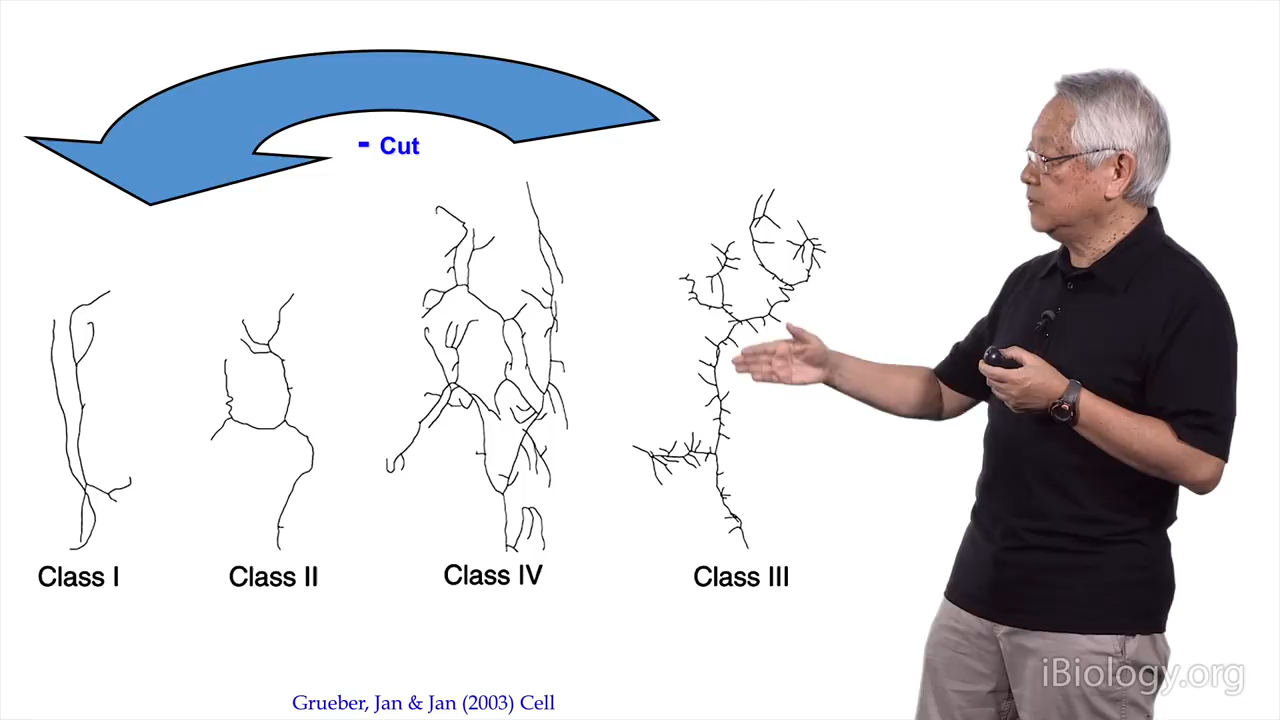 - Cut
Class I
Class II
Class IV
Class III
Grueber, Jan & Jan (2003) Cell
iBiology.org